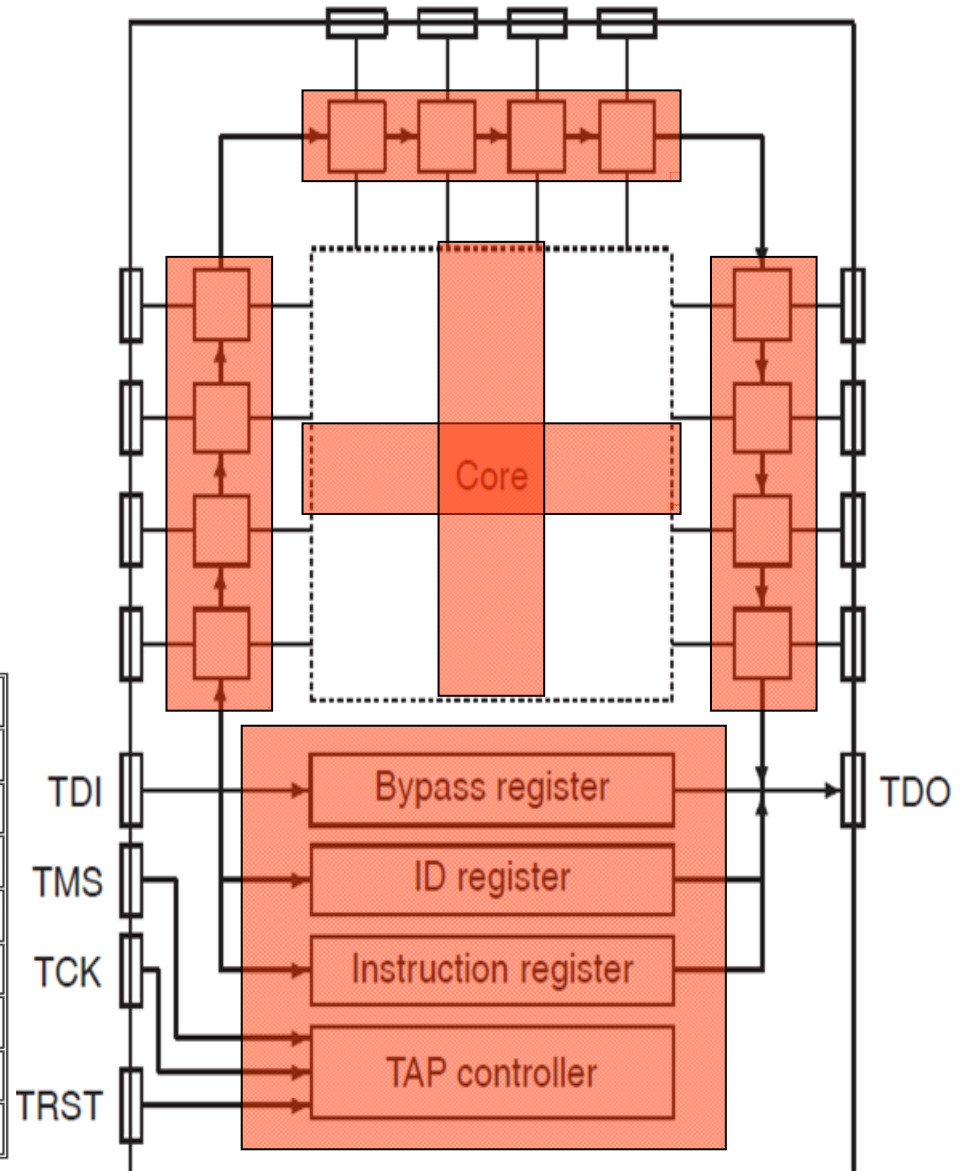 Core
TDI
Bypass register
TDO
TMS
ID register
TCK
Instruction register
TAP controller
TRST